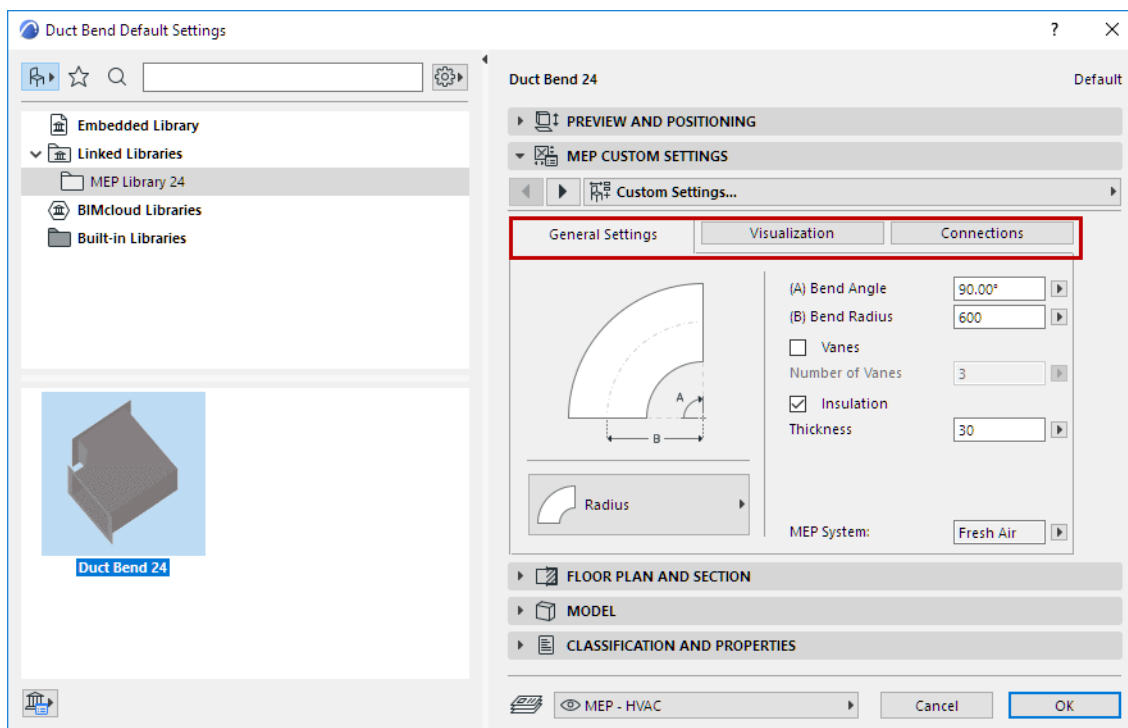 Duct Bend Default Settings
?
Embedded Library
Linked Libraries
MEP Library 24
BIMcloud Libraries
Built-in Libraries
Duct Bend 24
Duct Bend 24
Default
PREVIEW AND POSITIONING
MEP CUSTOM SETTINGS
Custom Settings...
General Settings
Visualization
Connections
A
B
Radius
(A) Bend Angle
90.00°
(B) Bend Radius
600
Vanes
Number of Vanes
3
Insulation
Thickness
30
MEP System:
Fresh Air
FLOOR PLAN AND SECTION
MODEL
CLASSIFICATION AND PROPERTIES
MEP - HVAC
Cancel
OK